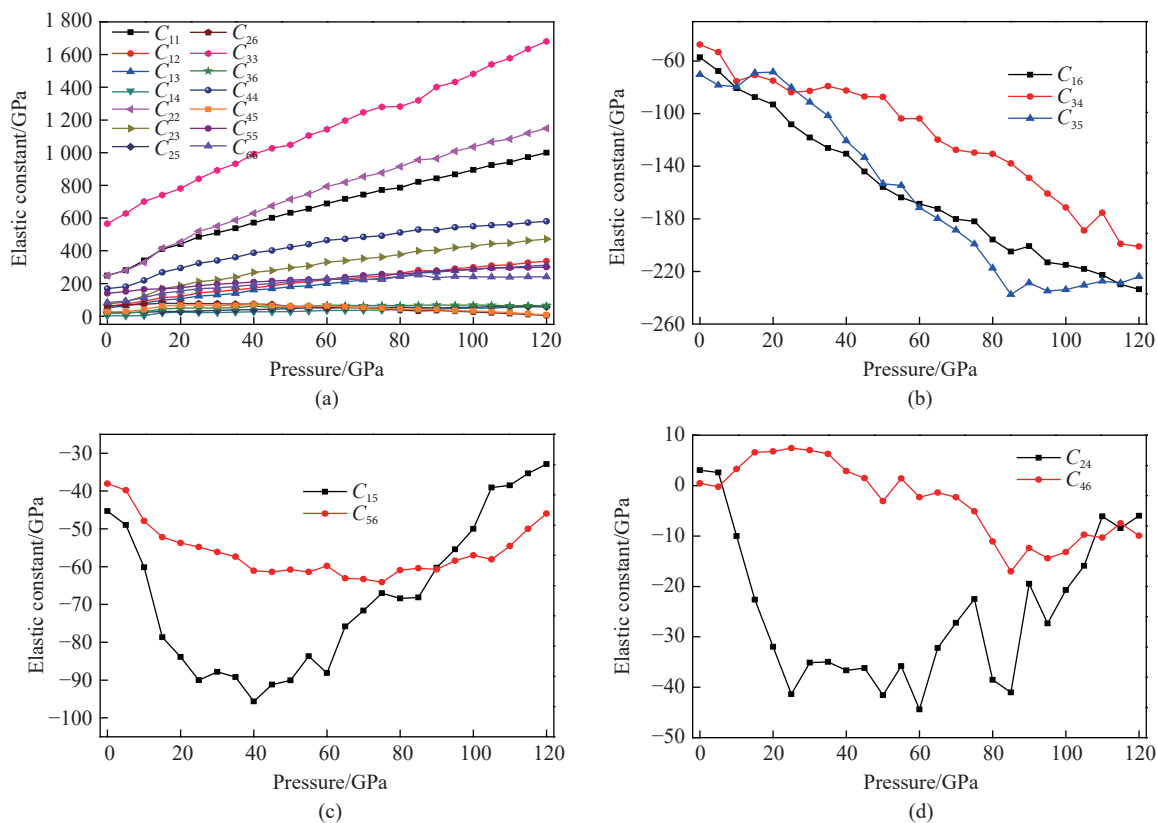 1 800
1 600
1 400
1 200
1 000
800
600
400
200
0
Elastic constant/GPa
C₁₁ C₂₆
C₁₂ C₃₃
C₁₃ C₃₆
C₁₄ C₄₄
C₂₂ C₄₅
C₂₃ C₅₅
C₂₅ C₆₆
0 20 40 60 80 100 120
Pressure/GPa
(a)
−60
−100
−140
−180
−220
−260
Elastic constant/GPa
C₁₆
C₃₄
C₃₅
0 20 40 60 80 100 120
Pressure/GPa
(b)
−30
−40
−50
−60
−70
−80
−90
−100
Elastic constant/GPa
C₁₅
C₅₆
0 20 40 60 80 100 120
Pressure/GPa
(c)
10
0
−10
−20
−30
−40
−50
Elastic constant/GPa
C₂₄
C₄₆
0 20 40 60 80 100 120
Pressure/GPa
(d)